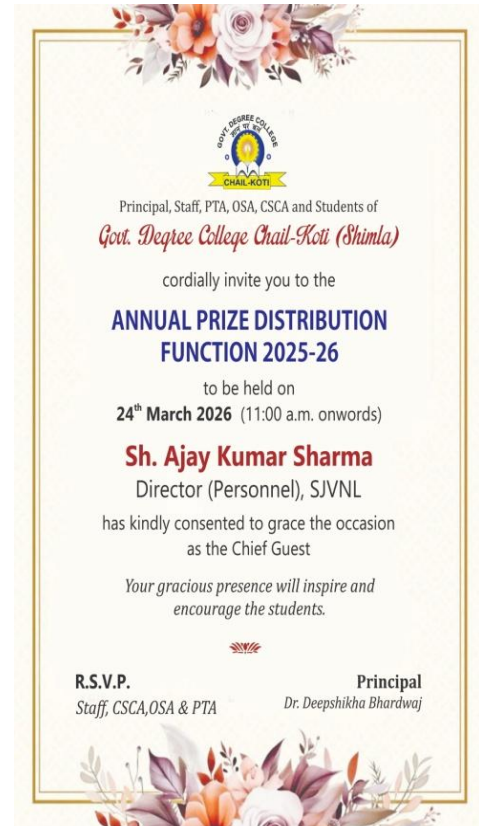 GOVT. DEGREE COLLEGE
CHAIL-KOTI
Principal, Staff, PTA, OSA, CSCA and Students of
Govt. Degree College Chail-Koti (Shimla)
cordially invite you to the
ANNUAL PRIZE DISTRIBUTION
FUNCTION 2025-26
to be held on
24th March 2026 (11:00 a.m. onwords)
Sh. Ajay Kumar Sharma
Director (Personnel), SJVNL
has kindly consented to grace the occasion
as the Chief Guest
Your gracious presence will inspire and
encourage the students.
R.S.V.P.
Staff, CSCA,OSA & PTA
Principal
Dr. Deepshikha Bhardwaj